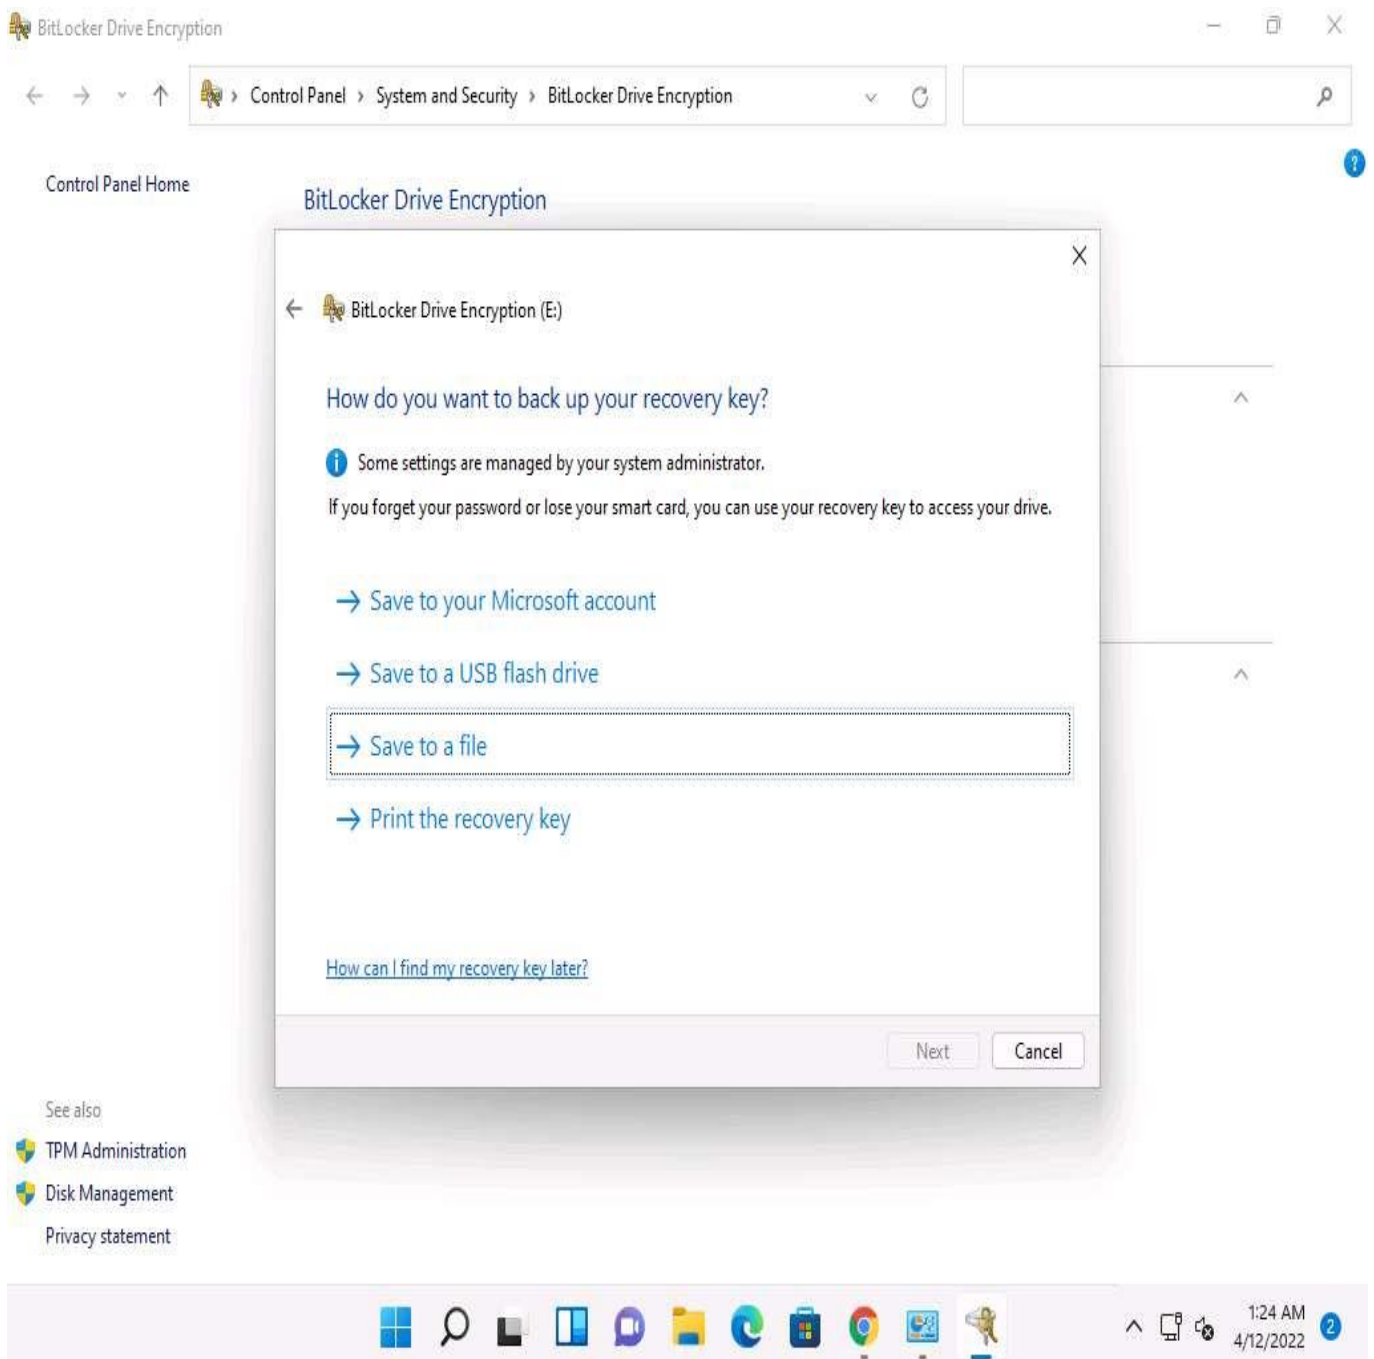 BitLocker Drive Encryption
Control Panel > System and Security > BitLocker Drive Encryption
Control Panel Home
BitLocker Drive Encryption
BitLocker Drive Encryption (E:)
How do you want to back up your recovery key?
Some settings are managed by your system administrator.
If you forget your password or lose your smart card, you can use your recovery key to access your drive.
→ Save to your Microsoft account
→ Save to a USB flash drive
→ Save to a file
→ Print the recovery key
How can I find my recovery key later?
Next Cancel
See also
TPM Administration
Disk Management
Privacy statement
1:24 AM
4/12/2022
2